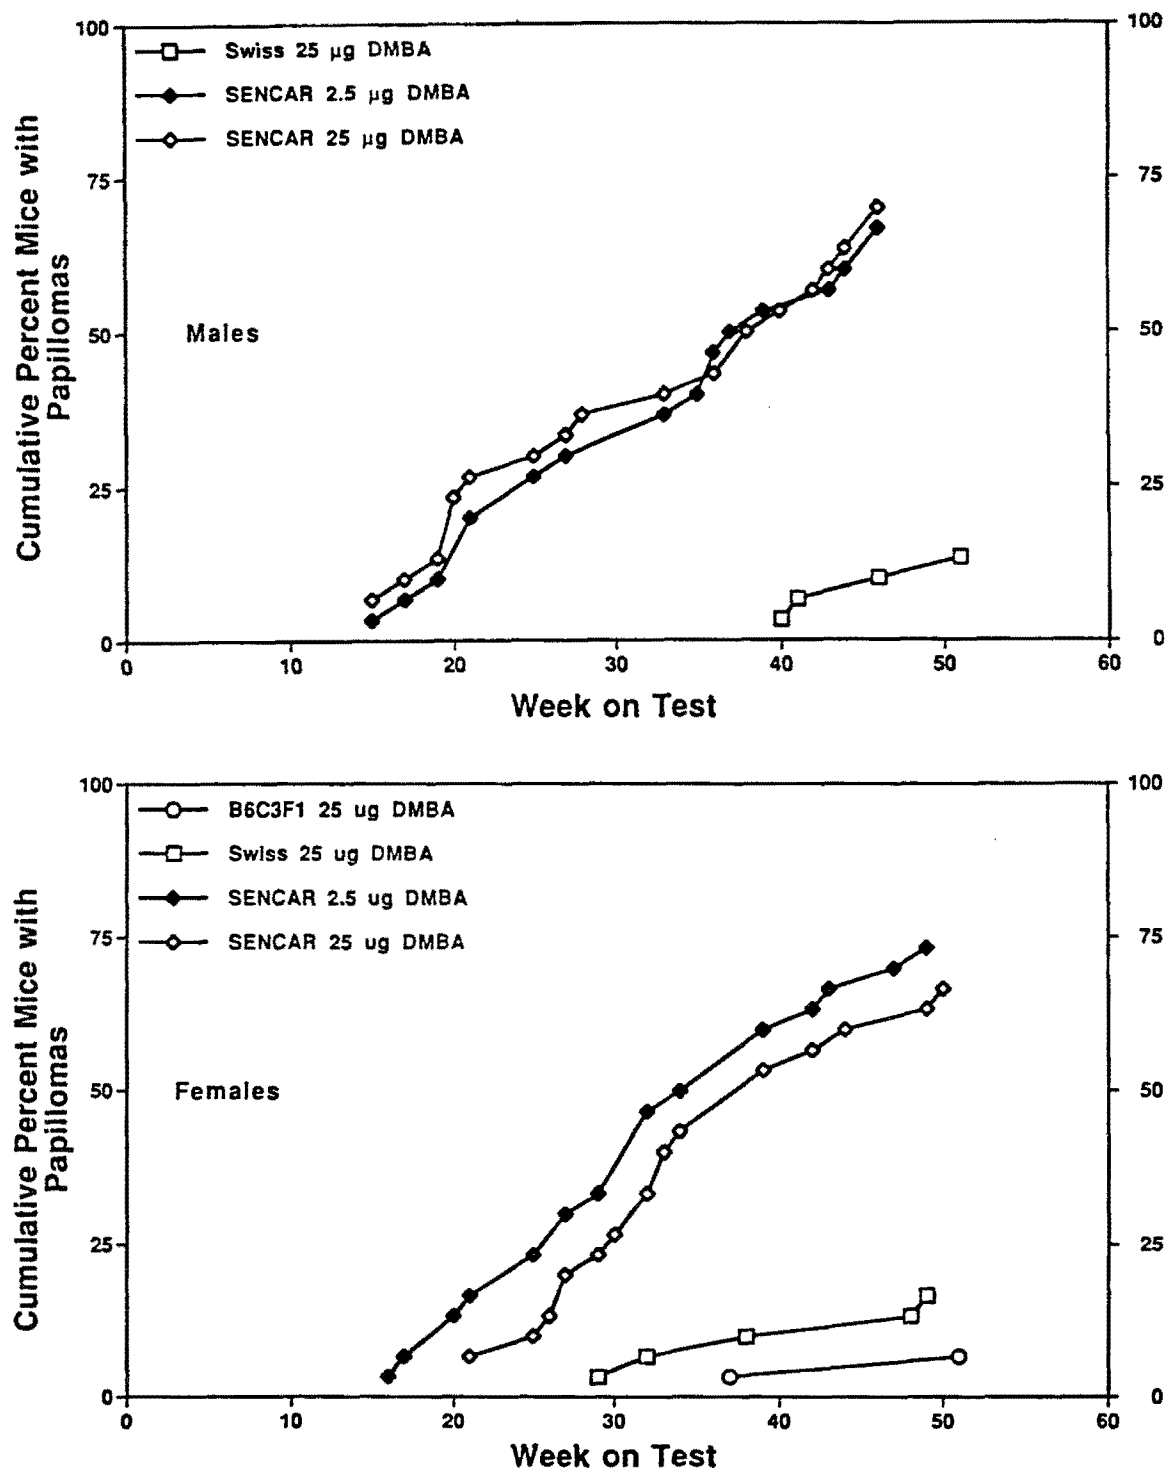 100
100
Swiss 25 µg DMBA
SENCAR 2.5 µg DMBA
SENCAR 25 µg DMBA
Cumulative Percent Mice with
Papillomas
75
75
Males
50
50
25
25
0
0
0 10 20 30 40 50 60
Week on Test
100
100
B6C3F1 25 ug DMBA
Swiss 25 ug DMBA
SENCAR 2.5 ug DMBA
SENCAR 25 ug DMBA
Cumulative Percent Mice with
Papillomas
75
75
Females
50
50
25
25
0
0
0 10 20 30 40 50 60
Week on Test